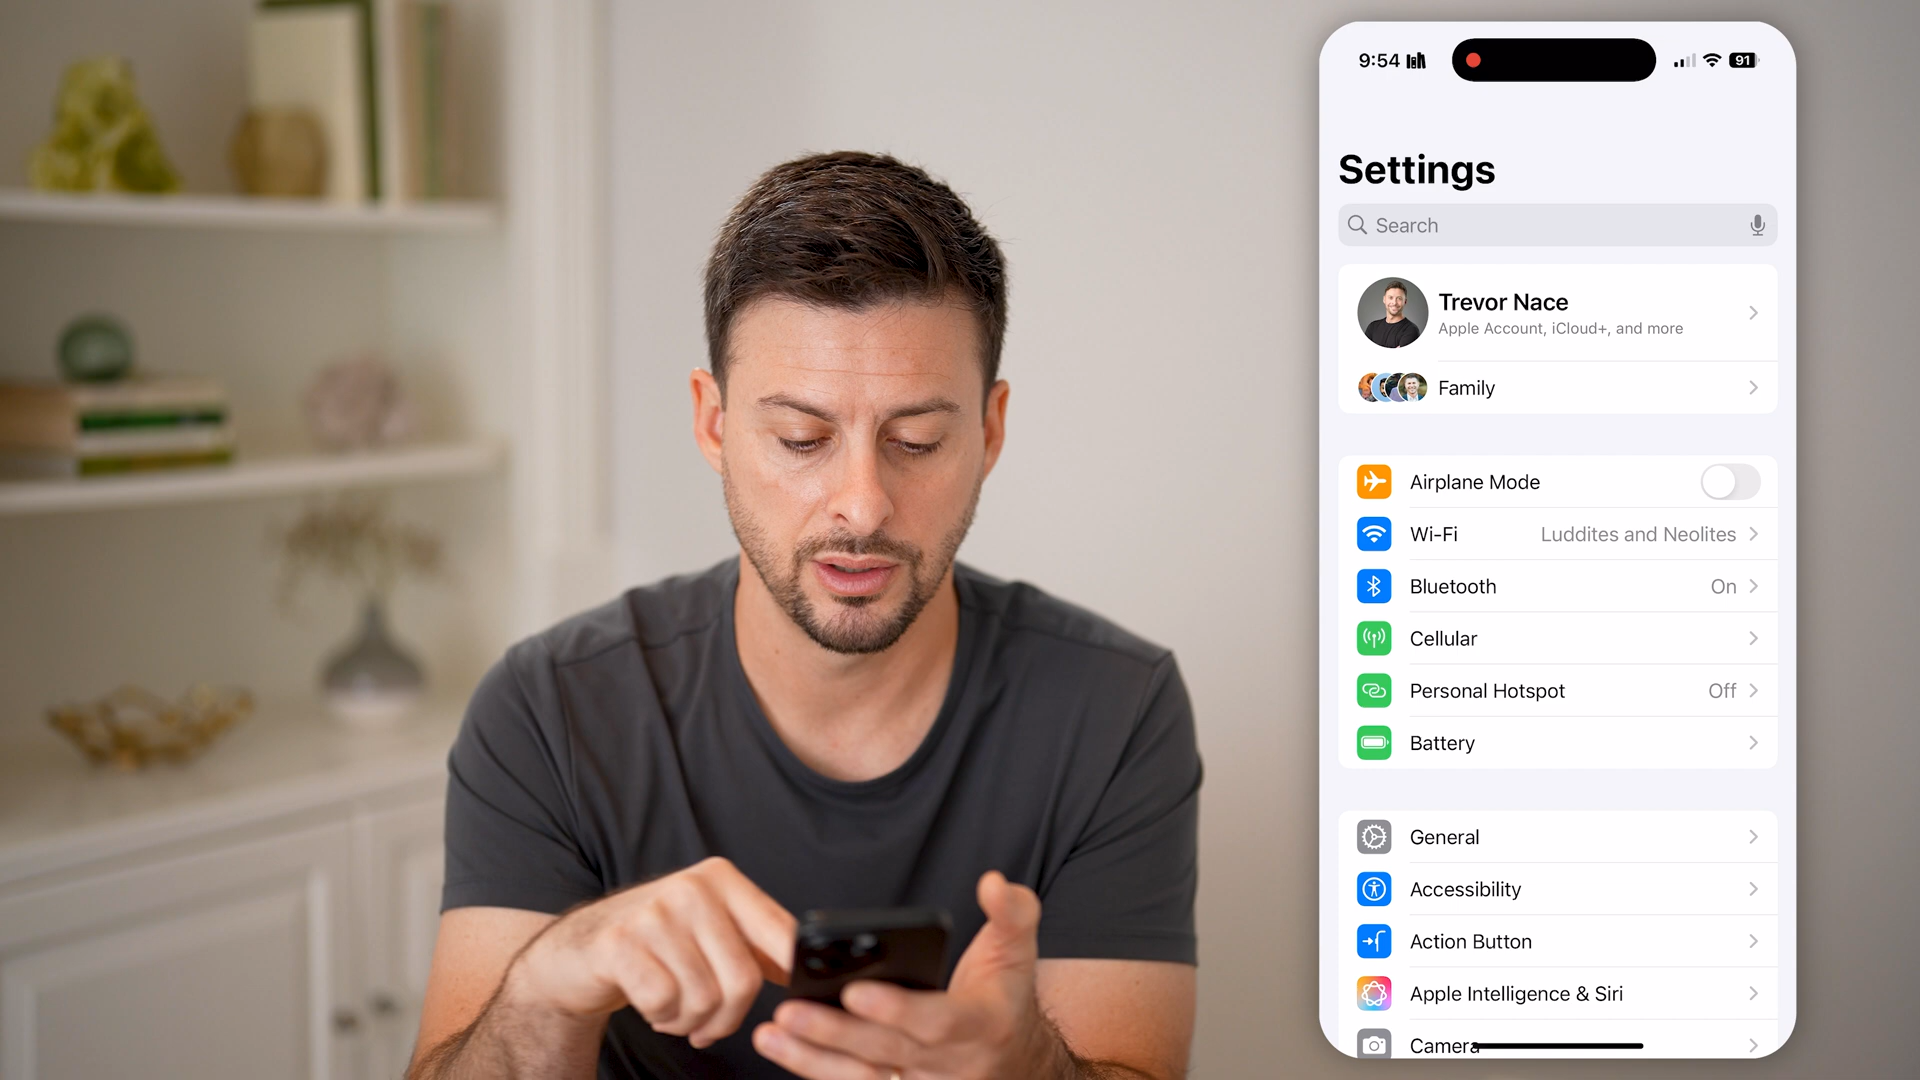 9:54
91
Settings
Search
Trevor Nace
Apple Account, iCloud+, and more
Family
Airplane Mode
Wi-Fi Luddites and Neolites
Bluetooth On
Cellular
Personal Hotspot Off
Battery
General
Accessibility
Action Button
Apple Intelligence & Siri
Camera